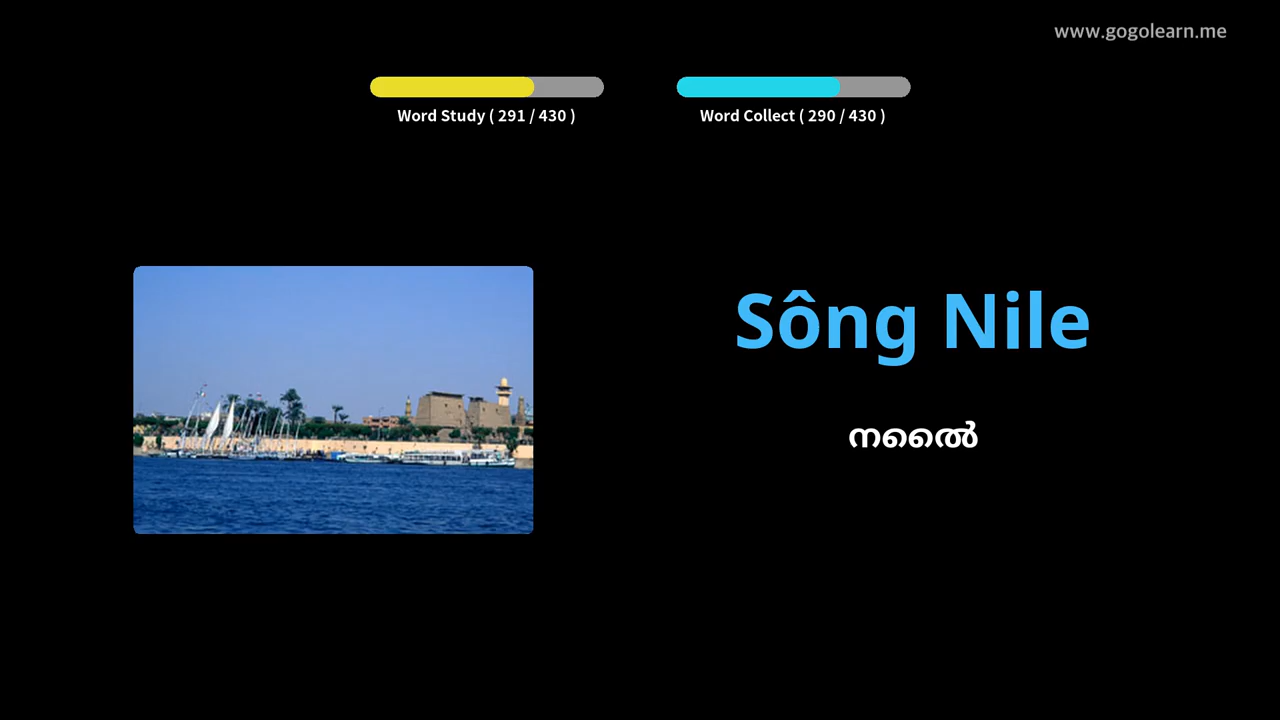 www.gogolearn.me
Word Study ( 291 / 430 )
Word Collect ( 290 / 430 )
Sông Nile
നൈൽ